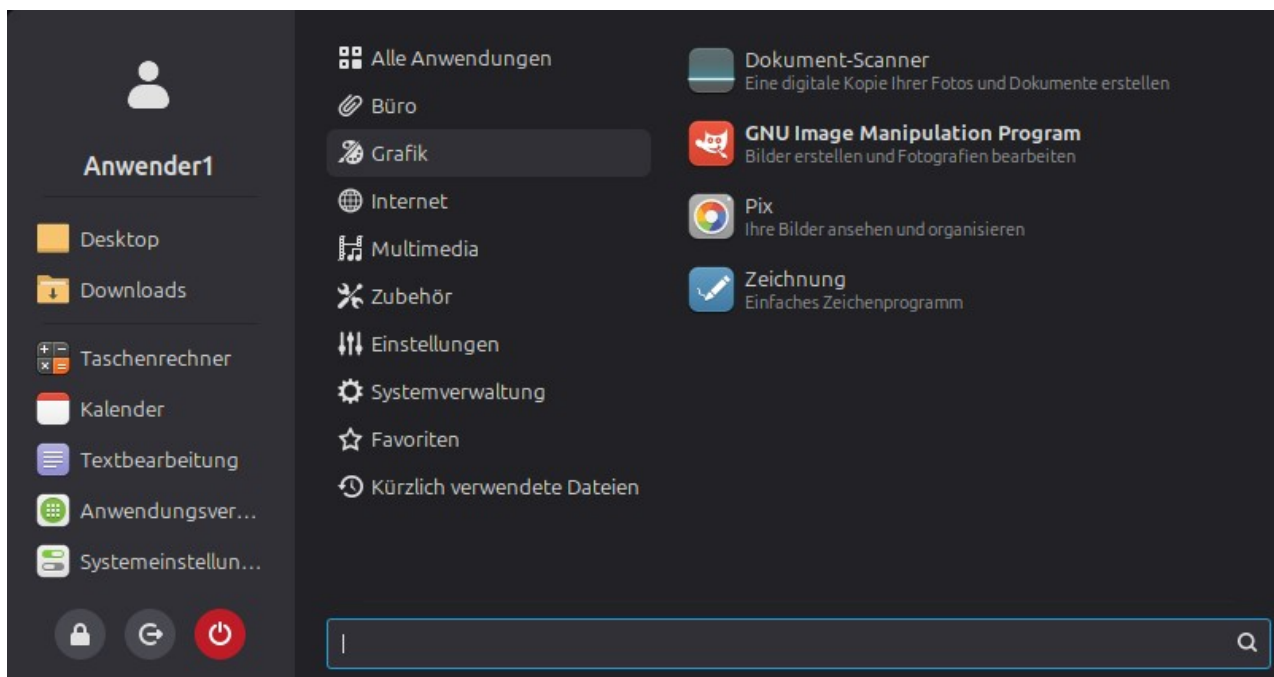 Anwender1
Desktop
Downloads
Taschenrechner
Kalender
Textbearbeitung
Anwendungsver...
Systemeinstellun...
Alle Anwendungen
Büro
Grafik
Internet
Multimedia
Zubehör
Einstellungen
Systemverwaltung
Favoriten
Kürzlich verwendete Dateien
Dokument-Scanner
Eine digitale Kopie Ihrer Fotos und Dokumente erstellen
GNU Image Manipulation Program
Bilder erstellen und Fotografien bearbeiten
Pix
Ihre Bilder ansehen und organisieren
Zeichnung
Einfaches Zeichenprogramm